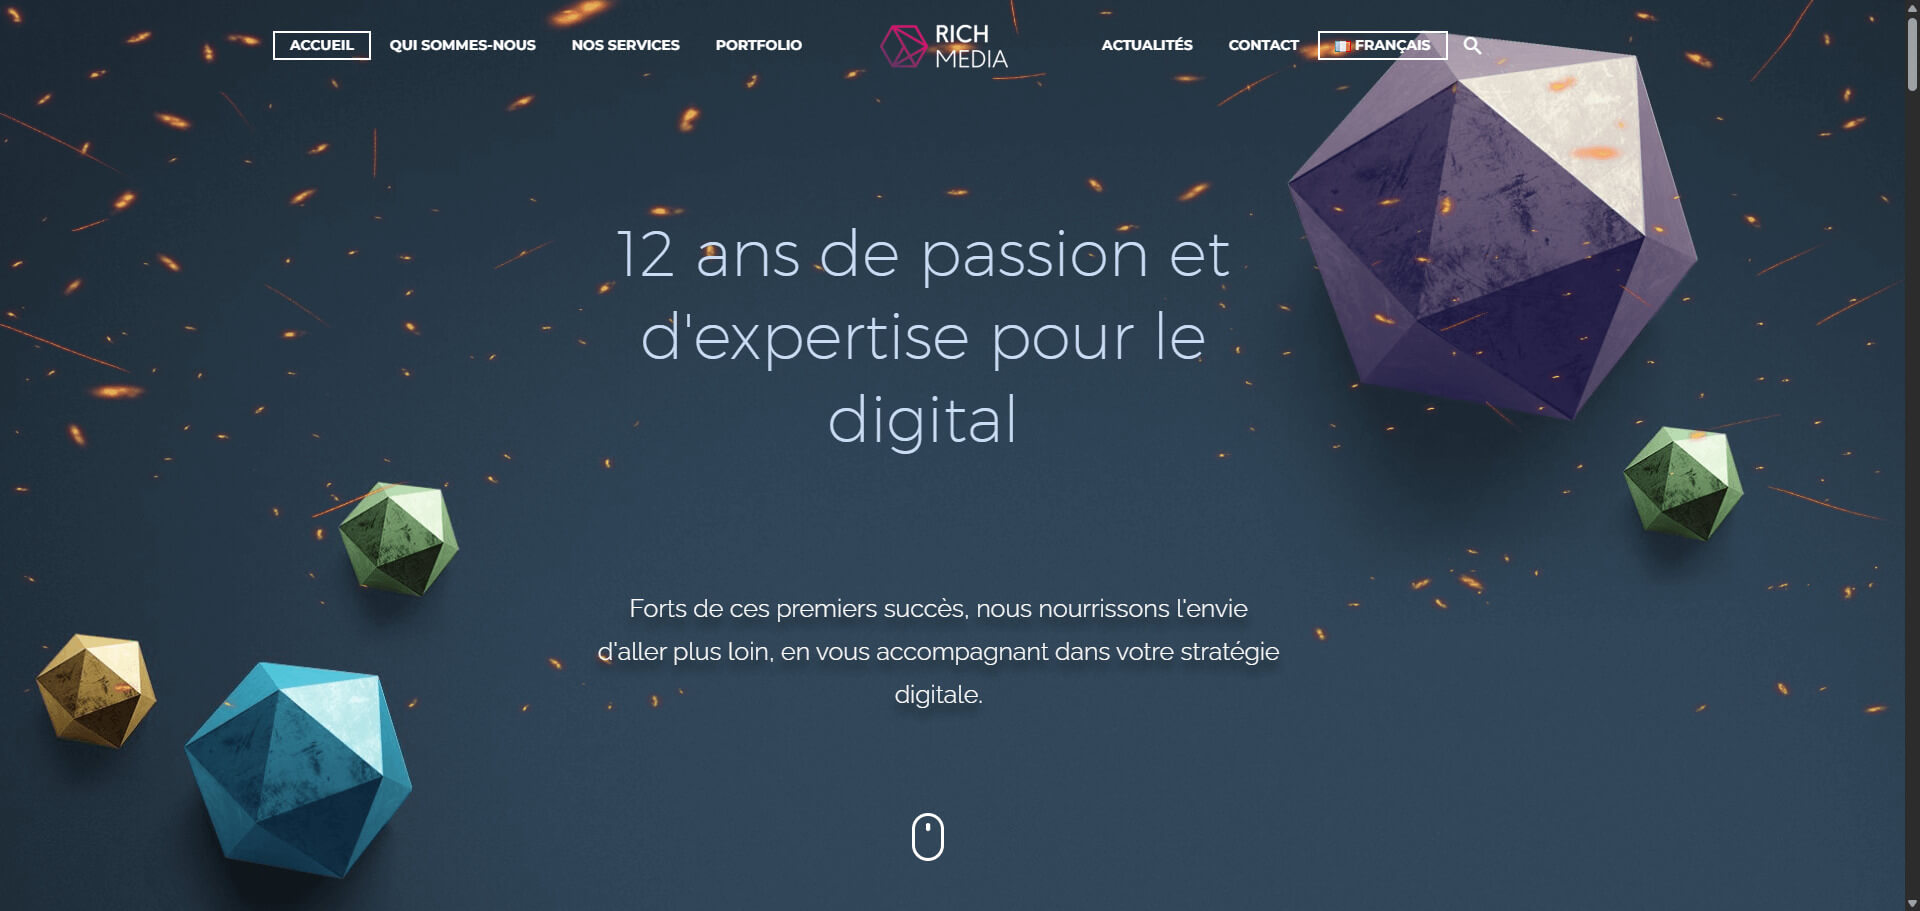 ACCUEIL QUI SOMMES-NOUS NOS SERVICES PORTFOLIO
RICH
MEDIA
ACTUALITÉS CONTACT FRANÇAIS
12 ans de passion et
d'expertise pour le
digital
Forts de ces premiers succès, nous nourrissons l'envie
d'aller plus loin, en vous accompagnant dans votre stratégie
digitale.